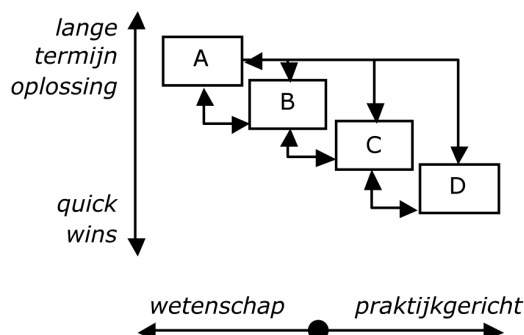 lange
termijn
oplossing
A
B
C
D
quick
wins
wetenschap
praktijkgericht